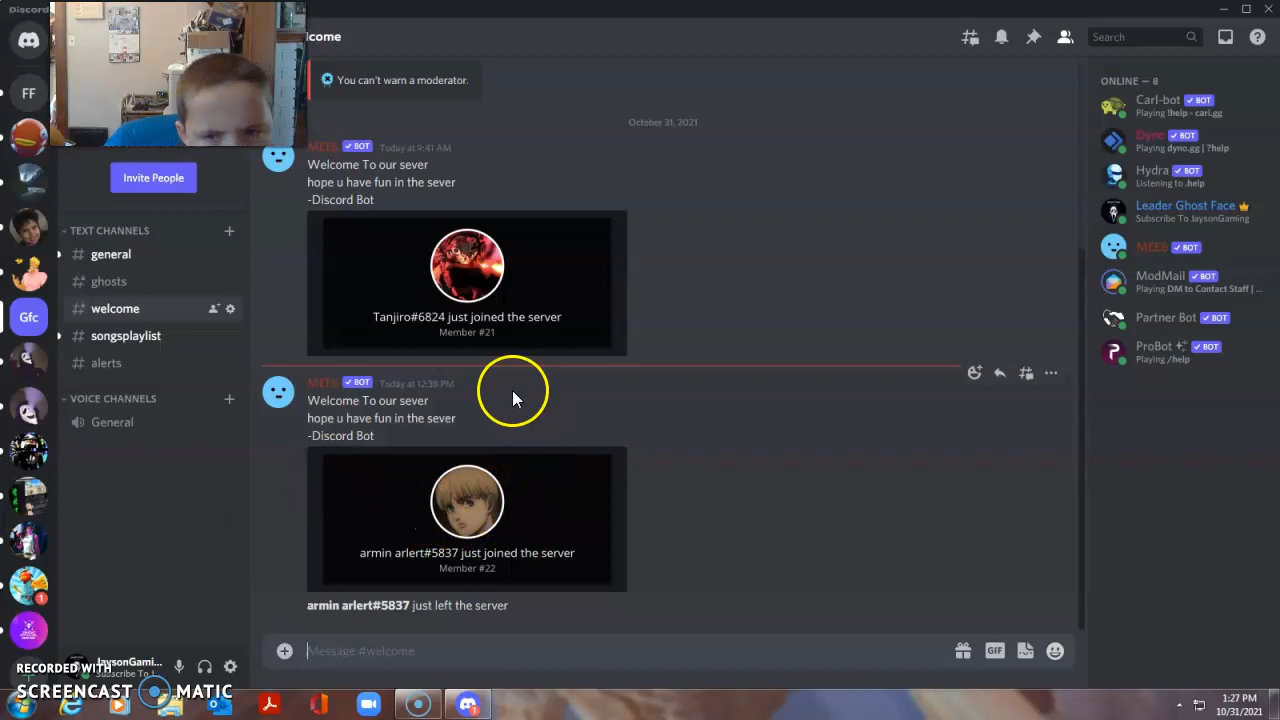 Discord
lcome
Search
You can't warn a moderator.
October 31, 2021
FF
Invite People
TEXT CHANNELS
general
ghosts
welcome
songsplaylist
alerts
VOICE CHANNELS
General
Gfc
MEE6 BOT Today at 9:41 AM
Welcome To our sever
hope u have fun in the sever
-Discord Bot
Tanjiro#6824 just joined the server
Member #21
MEE6 BOT Today at 12:38 PM
Welcome To our sever
hope u have fun in the sever
-Discord Bot
armin arlert#5837 just joined the server
Member #22
armin arlert#5837 just left the server
Message #welcome
GIF
ONLINE — 8
Carl-bot BOT
Playing !help - carl.gg
Dyno BOT
Playing dyno.gg | ?help
Hydra BOT
Listening to .help
Leader Ghost Face
Subscribe To JaysonGaming
MEE6 BOT
ModMail BOT
Playing DM to Contact Staff | ...
Partner Bot BOT
ProBot BOT
Playing /help
1
JaysonGami...
RECORDED WITH
SCREENCAST MATIC
1
1:27 PM
10/31/2021